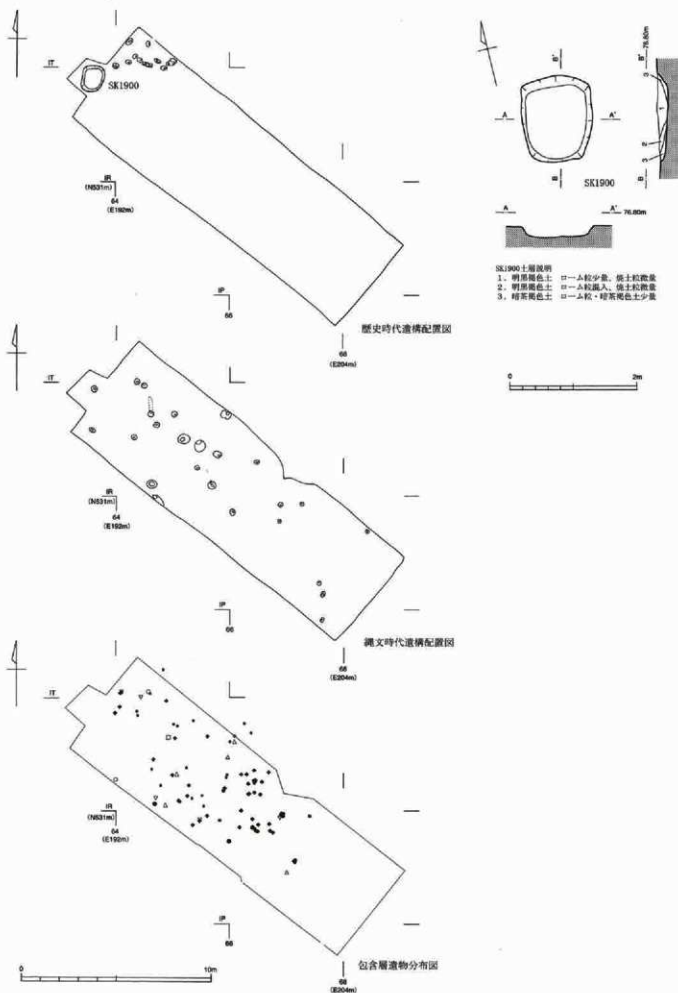 IT
SK1900
IR
(N531m)
64
(E192m)
IP
66
68
(E204m)
歴史時代遺構配置図
IT
IR
(N531m)
64
(E192m)
IP
66
68
(E204m)
縄文時代遺構配置図
IT
IR
(N531m)
64
(E192m)
IP
66
68
(E204m)
包含層遺物分布図
0 10m
B'
A A'
B
SK1900
B' 76.60m
3
1
2
3
B
A A' 76.60m
SK1900土層説明
1. 明黒褐色土 ローム粒少量、焼土粒微量
2. 明黒褐色土 ローム粒混入、焼土粒微量
3. 暗茶褐色土 ローム粒・暗茶褐色土少量
0 2m